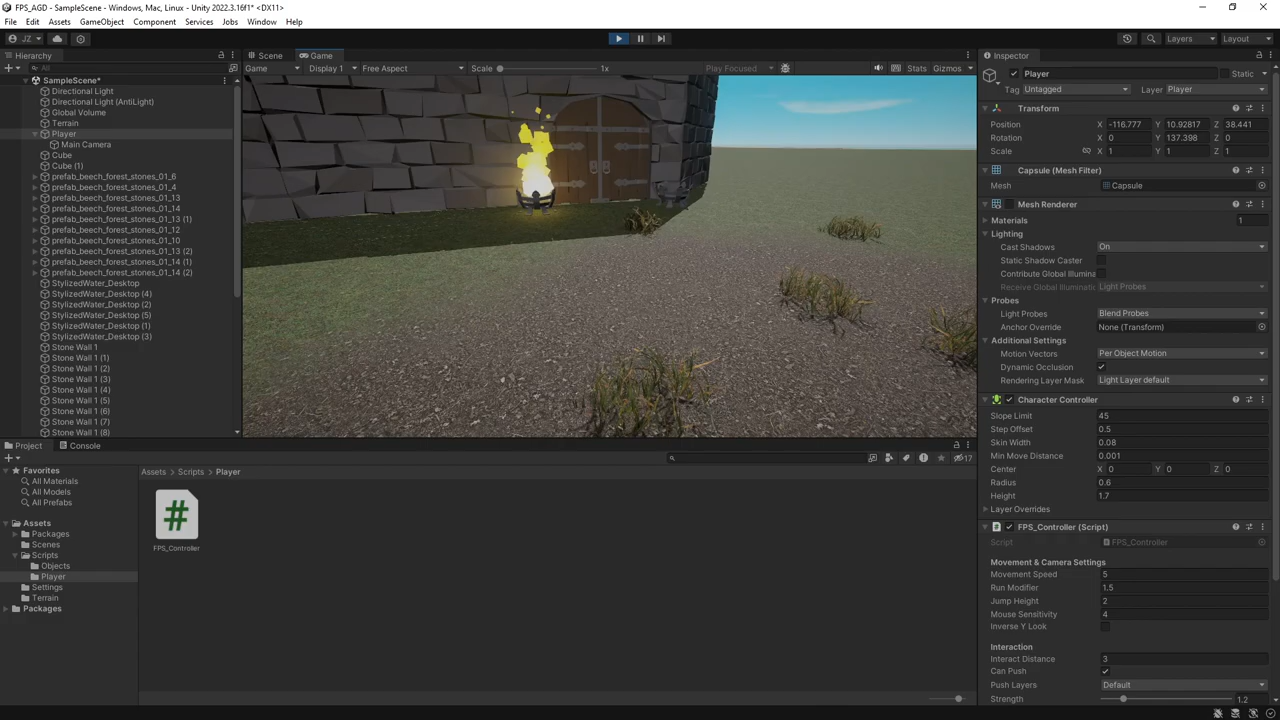 FPS_AGD - SampleScene - Windows, Mac, Linux - Unity 2022.3.16f1* <DX11>
File Edit Assets GameObject Component Services Jobs Window Help
JZ
Layers Layout
Hierarchy
All
SampleScene*
Directional Light
Directional Light (AntiLight)
Global Volume
Terrain
Player
Main Camera
Cube
Cube (1)
prefab_beech_forest_stones_01_6
prefab_beech_forest_stones_01_4
prefab_beech_forest_stones_01_13
prefab_beech_forest_stones_01_14
prefab_beech_forest_stones_01_13 (1)
prefab_beech_forest_stones_01_12
prefab_beech_forest_stones_01_10
prefab_beech_forest_stones_01_13 (2)
prefab_beech_forest_stones_01_14 (1)
prefab_beech_forest_stones_01_14 (2)
StylizedWater_Desktop
StylizedWater_Desktop (4)
StylizedWater_Desktop (2)
StylizedWater_Desktop (5)
StylizedWater_Desktop (1)
StylizedWater_Desktop (3)
Stone Wall 1
Stone Wall 1 (1)
Stone Wall 1 (2)
Stone Wall 1 (3)
Stone Wall 1 (4)
Stone Wall 1 (5)
Stone Wall 1 (6)
Stone Wall 1 (7)
Stone Wall 1 (8)
Scene Game
Game Display 1 Free Aspect Scale 1x Play Focused Stats Gizmos
Project Console
17
Favorites
All Materials
All Models
All Prefabs
Assets
Packages
Scenes
Scripts
Objects
Player
Settings
Terrain
Packages
Assets Scripts Player
FPS_Controller
Inspector
Player Static
Tag Untagged Layer Player
Transform
Position X -116.777 Y 10.92817 Z 38.441
Rotation X 0 Y 137.398 Z 0
Scale X 1 Y 1 Z 1
Capsule (Mesh Filter)
Mesh Capsule
Mesh Renderer
Materials 1
Lighting
Cast Shadows On
Static Shadow Caster
Contribute Global Illumina
Receive Global Illuminatic Light Probes
Probes
Light Probes Blend Probes
Anchor Override None (Transform)
Additional Settings
Motion Vectors Per Object Motion
Dynamic Occlusion
Rendering Layer Mask Light Layer default
Character Controller
Slope Limit 45
Step Offset 0.5
Skin Width 0.08
Min Move Distance 0.001
Center X 0 Y 0 Z 0
Radius 0.6
Height 1.7
Layer Overrides
FPS_Controller (Script)
Script FPS_Controller
Movement & Camera Settings
Movement Speed 5
Run Modifier 1.5
Jump Height 2
Mouse Sensitivity 4
Inverse Y Look
Interaction
Interact Distance 3
Can Push
Push Layers Default
Strength 1.2